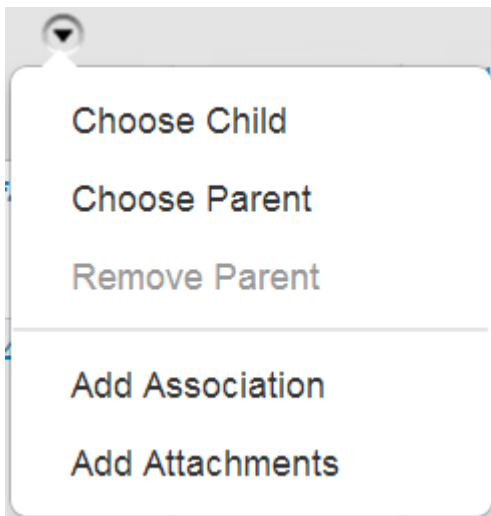 Choose Child
Choose Parent
Remove Parent
Add Association
Add Attachments